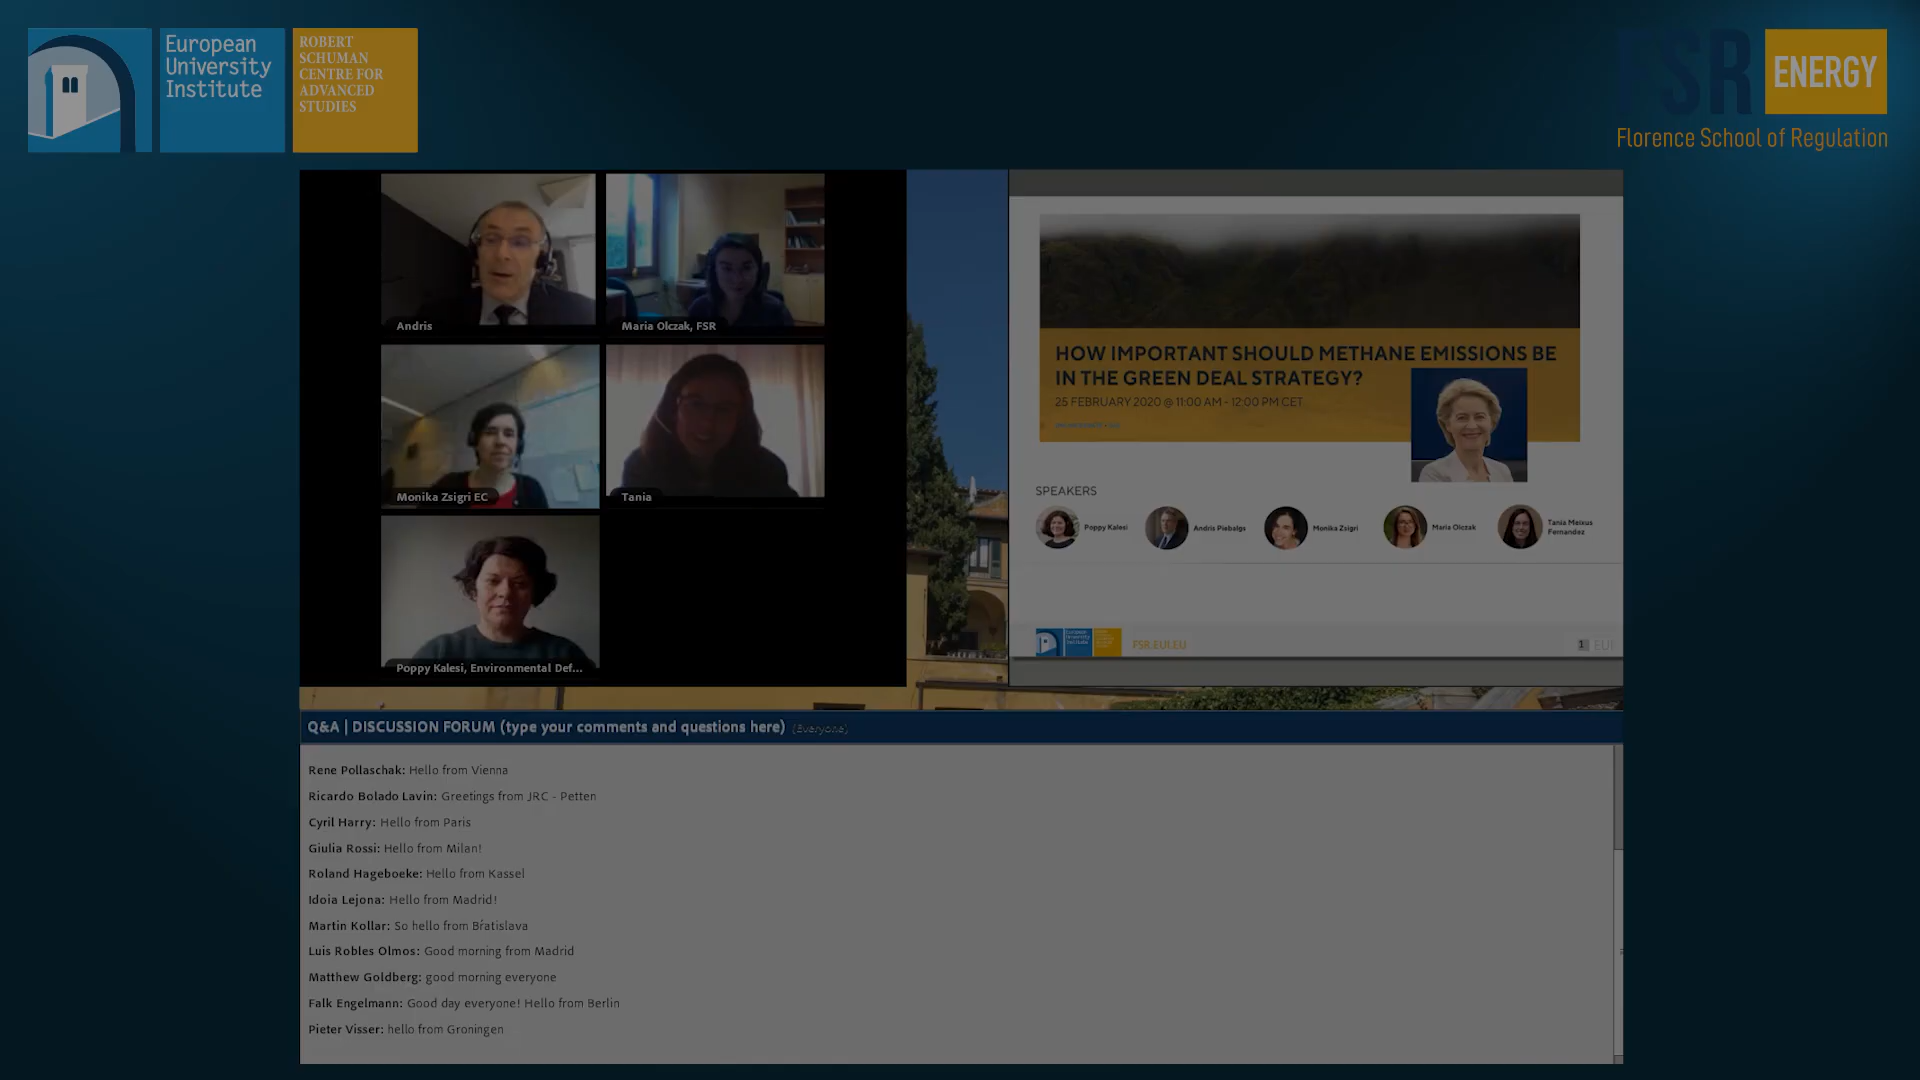 European
University
Institute
ROBERT
SCHUMAN
CENTRE FOR
ADVANCED
STUDIES
FSR ENERGY
Florence School of Regulation
Andris
Maria Olczak, FSR
Monika Zsigri EC
Tania
Poppy Kalesi, Environmental Def...
HOW IMPORTANT SHOULD METHANE EMISSIONS BE
IN THE GREEN DEAL STRATEGY?
25 FEBRUARY 2020 @ 11:00 AM - 12:00 PM CET
SPEAKERS
Poppy Kalesi
Andris Piebalgs
Monika Zsigri
Maria Olczak
Tania Meixus
Fernandez
European
University
Institute
FSR.EUI.EU
1 EUI
Q&A | DISCUSSION FORUM (type your comments and questions here) (Everyone)
Rene Pollaschak: Hello from Vienna
Ricardo Bolado Lavin: Greetings from JRC - Petten
Cyril Harry: Hello from Paris
Giulia Rossi: Hello from Milan!
Roland Hageboeke: Hello from Kassel
Idoia Lejona: Hello from Madrid!
Martin Kollar: So hello from Bŕatislava
Luis Robles Olmos: Good morning from Madrid
Matthew Goldberg: good morning everyone
Falk Engelmann: Good day everyone! Hello from Berlin
Pieter Visser: hello from Groningen